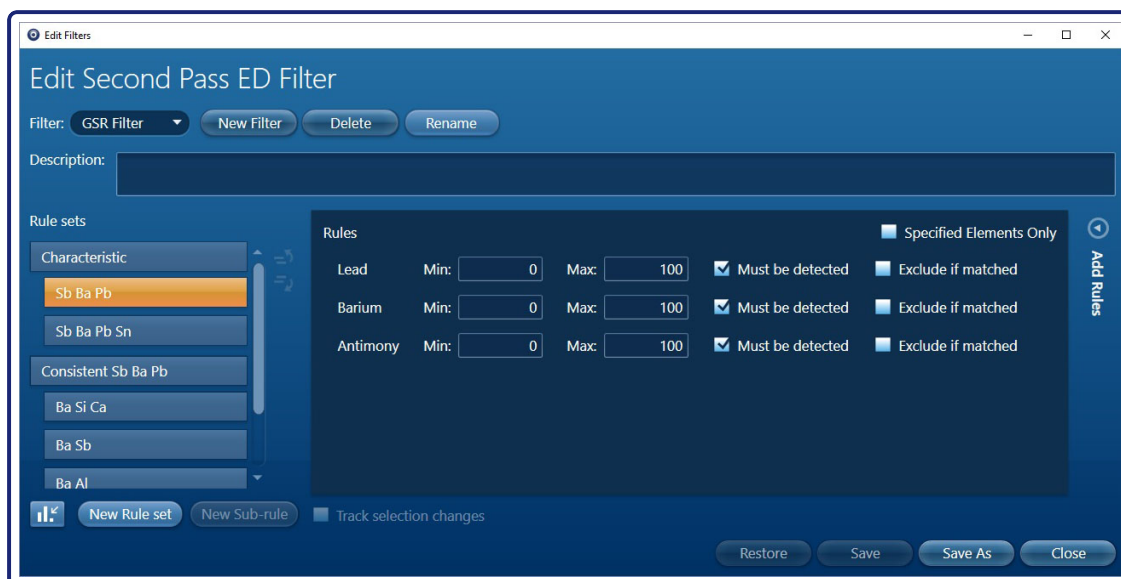 Edit Filters
Edit Second Pass ED Filter
Filter: GSR Filter New Filter Delete Rename
Description:
Rule sets
Rules Specified Elements Only
Characteristic
Lead Min: 0 Max: 100 Must be detected Exclude if matched
Sb Ba Pb
Barium Min: 0 Max: 100 Must be detected Exclude if matched
Sb Ba Pb Sn
Antimony Min: 0 Max: 100 Must be detected Exclude if matched
Consistent Sb Ba Pb
Ba Si Ca
Ba Sb
Ba Al
Add Rules
New Rule set New Sub-rule Track selection changes
Restore Save Save As Close